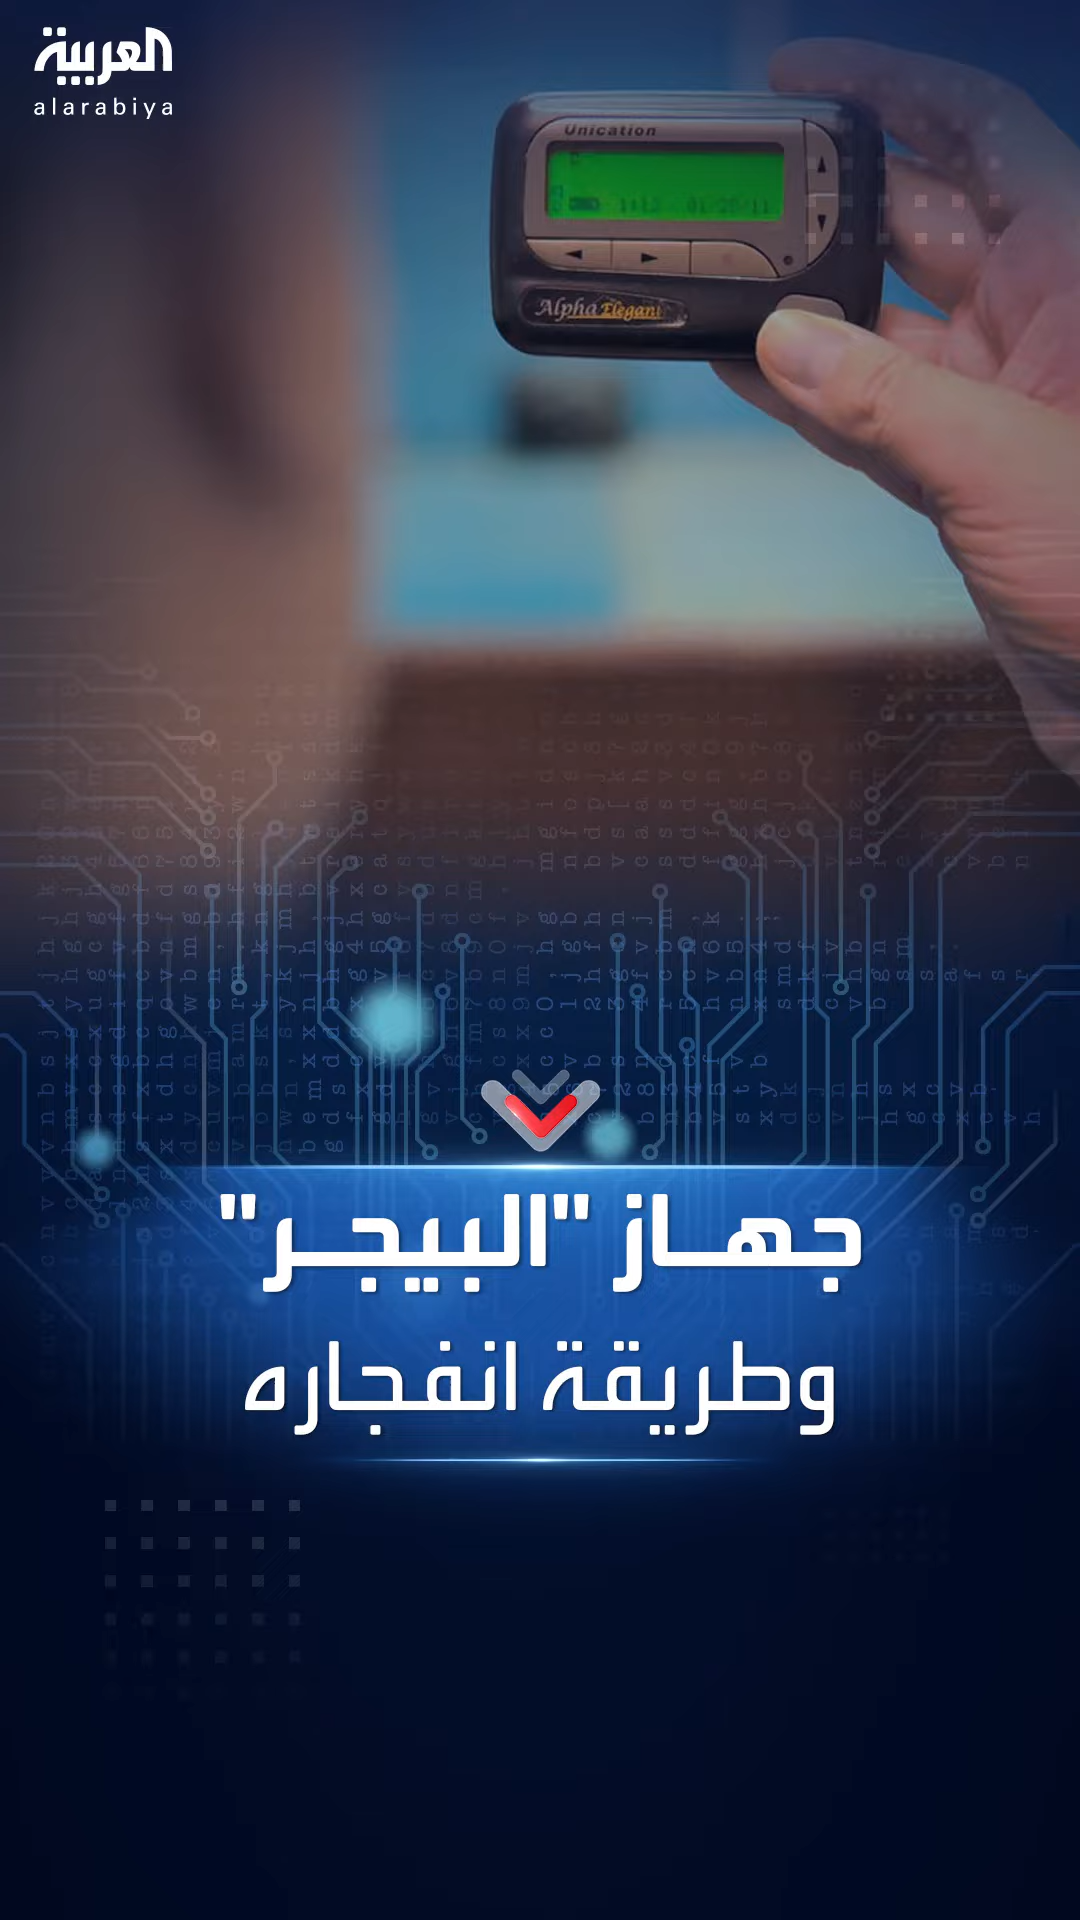 العربية
alarabiya
Unication
Alpha Elegant
جهاز "البيجر"
وطريقة انفجاره